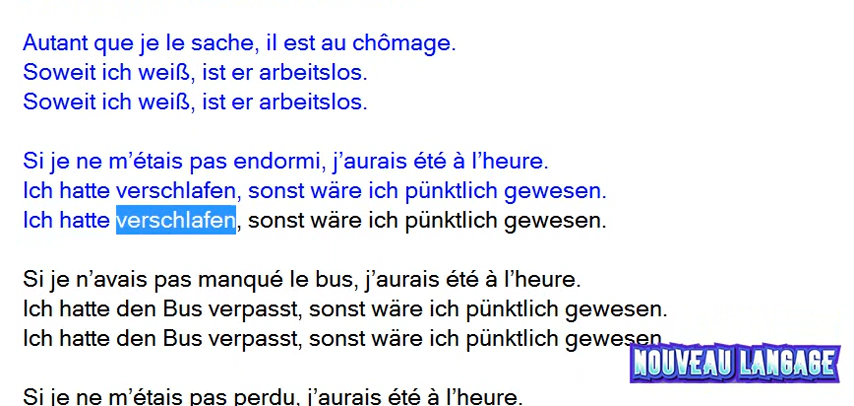 Autant que je le sache, il est au chômage.
Soweit ich weiß, ist er arbeitslos.
Soweit ich weiß, ist er arbeitslos.
Si je ne m’étais pas endormi, j’aurais été à l’heure.
Ich hatte verschlafen, sonst wäre ich pünktlich gewesen.
Ich hatte verschlafen, sonst wäre ich pünktlich gewesen.
Si je n’avais pas manqué le bus, j’aurais été à l’heure.
Ich hatte den Bus verpasst, sonst wäre ich pünktlich gewesen.
Ich hatte den Bus verpasst, sonst wäre ich pünktlich gewesen
NOUVEAU LANGAGE
Si je ne m’étais pas perdu, j’aurais été à l’heure.